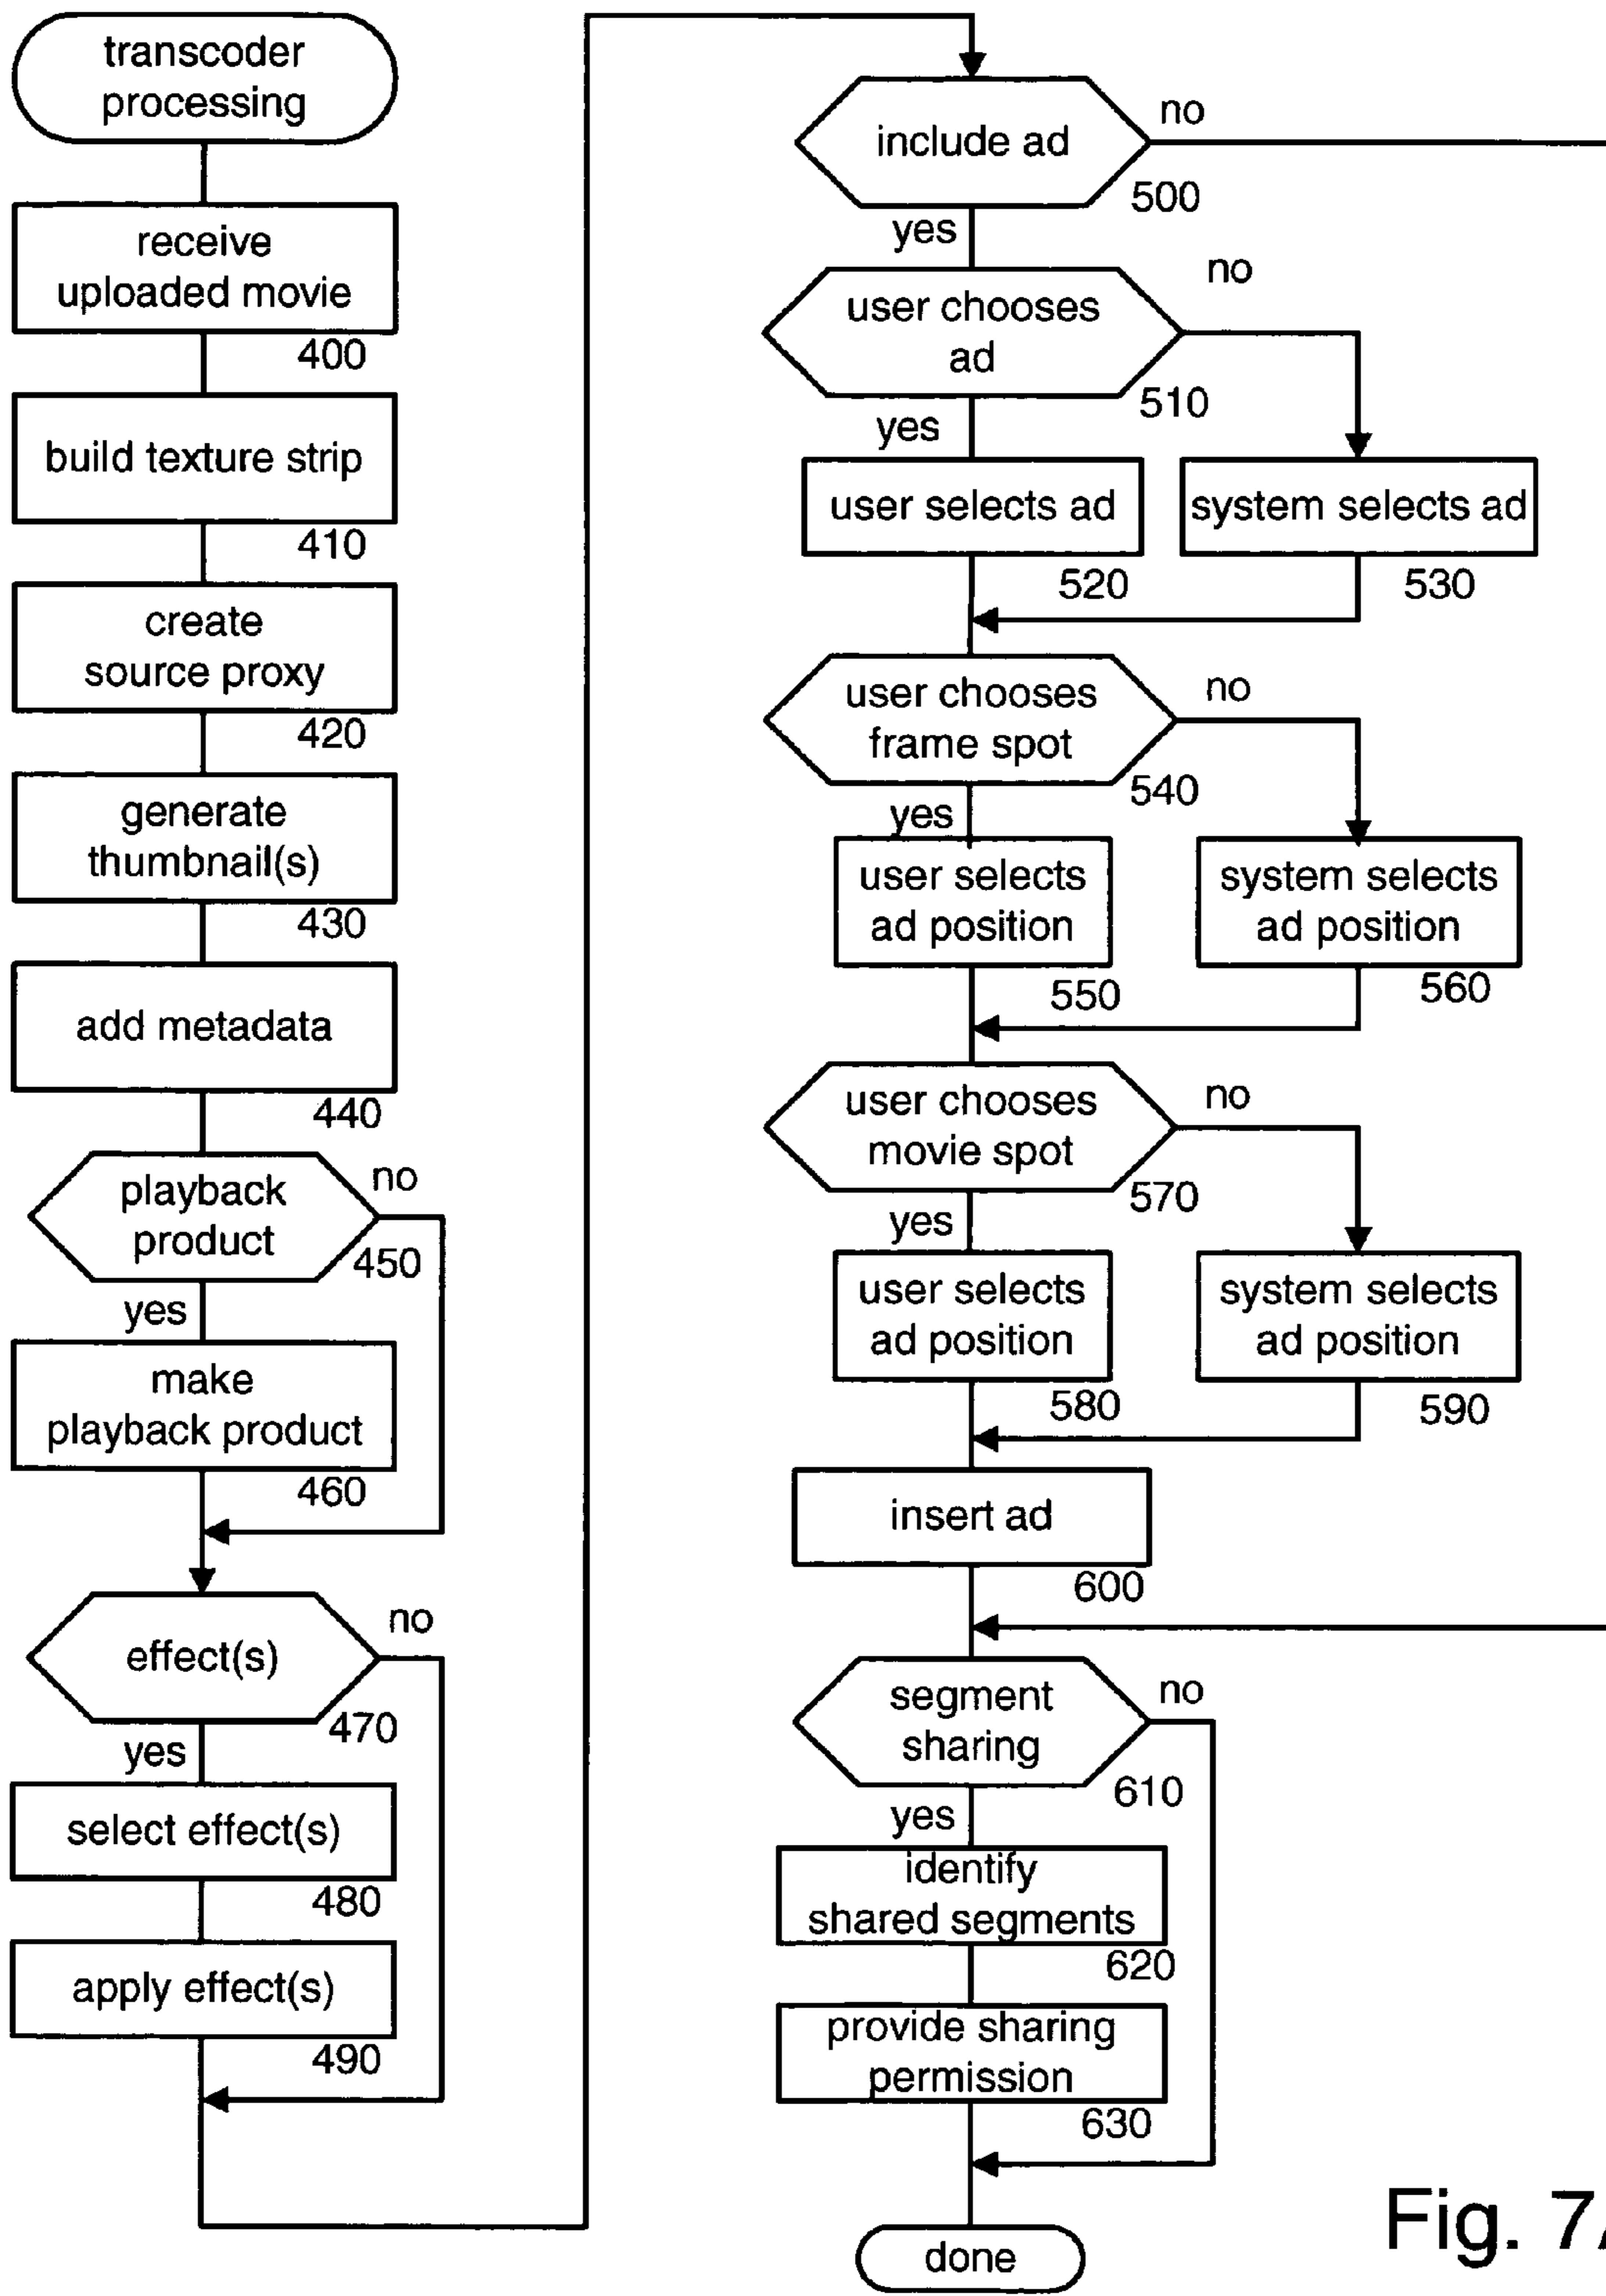 transcoder
processing
receive
uploaded movie
400
build texture strip
410
create
source proxy
420
generate
thumbnail(s)
430
add metadata
440
playback
product
no
450
yes
make
playback product
460
effect(s)
no
470
yes
select effect(s)
480
apply effect(s)
490
include ad
no
500
yes
user chooses
ad
no
510
yes
user selects ad
520
system selects ad
530
user chooses
frame spot
no
540
yes
user selects
ad position
550
system selects
ad position
560
user chooses
movie spot
no
570
yes
user selects
ad position
580
system selects
ad position
590
insert ad
600
segment
sharing
no
610
yes
identify
shared segments
620
provide sharing
permission
630
done
Fig. 7